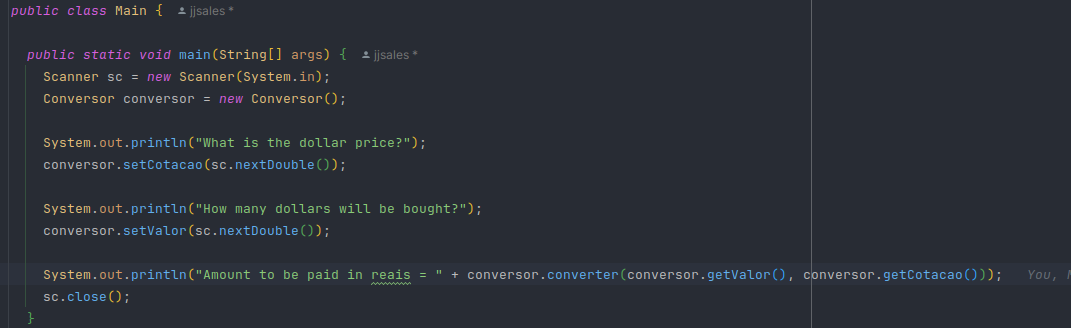 public class Main { jjsales *
public static void main(String[] args) { jjsales *
Scanner sc = new Scanner(System.in);
Conversor conversor = new Conversor();
System.out.println("What is the dollar price?");
conversor.setCotacao(sc.nextDouble());
System.out.println("How many dollars will be bought?");
conversor.setValor(sc.nextDouble());
System.out.println("Amount to be paid in reais = " + conversor.converter(conversor.getValor(), conversor.getCotacao())); You,
sc.close();
}